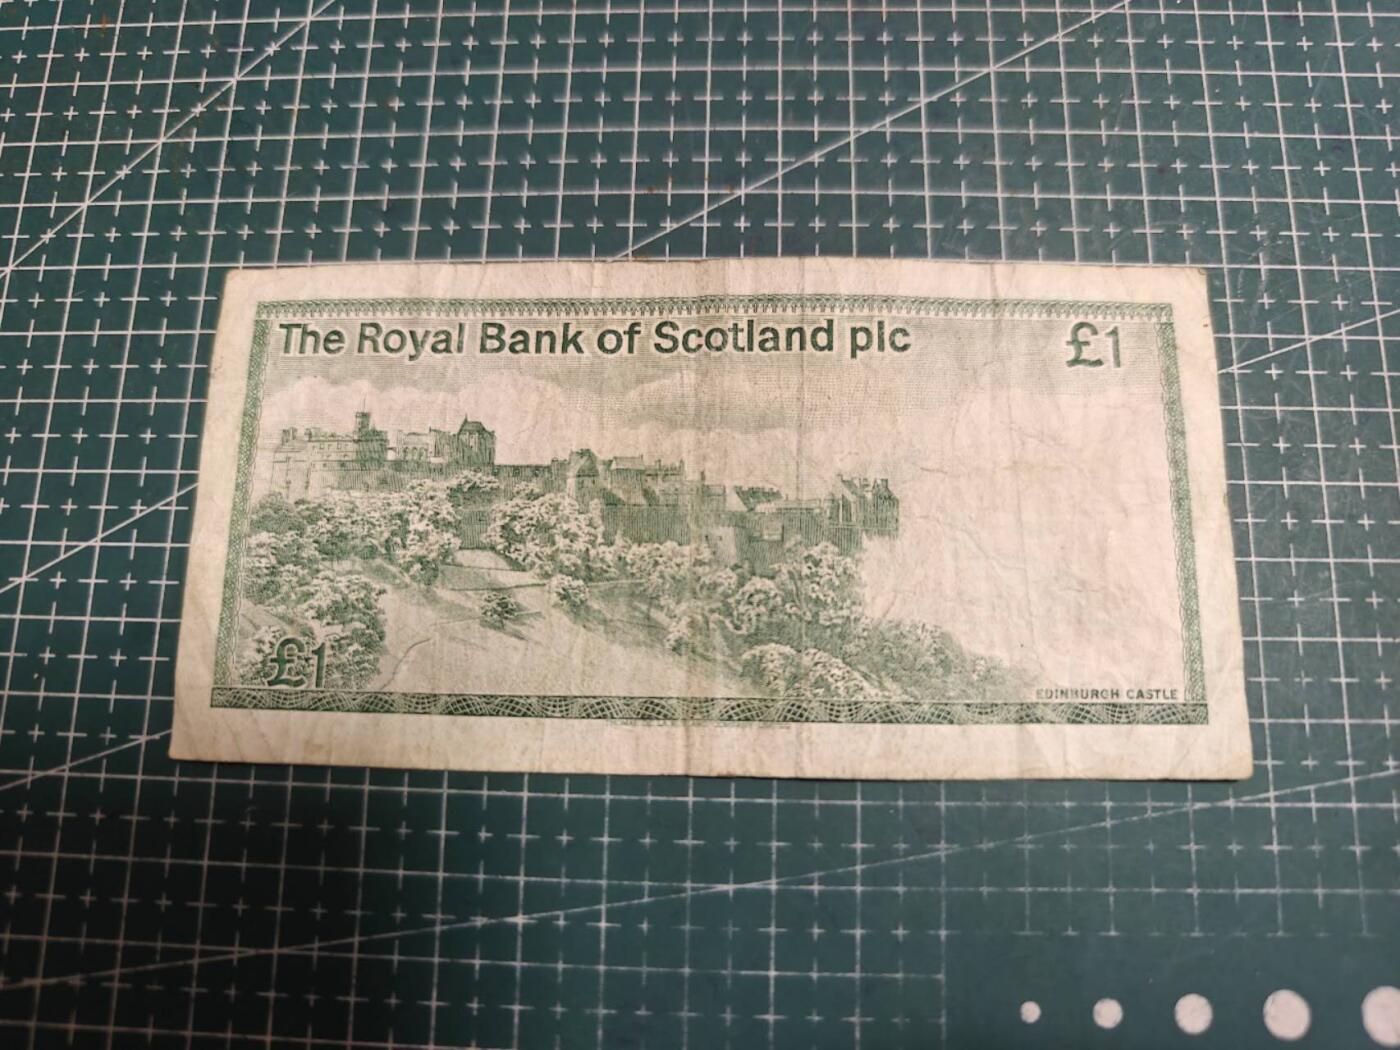 The Royal Bank of Scotland plc
£1
£1
EDINBURGH CASTLE